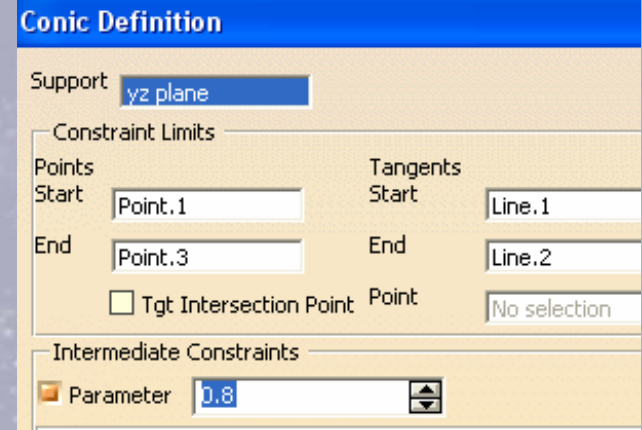 Conic Definition
Support yz plane
Constraint Limits
Points Tangents
Start Point.1 Start Line.1
End Point.3 End Line.2
Tgt Intersection Point Point No selection
Intermediate Constraints
Parameter 0.8